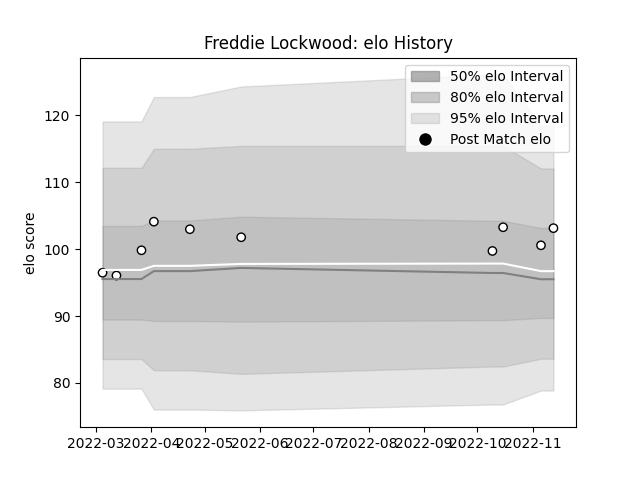 Freddie Lockwood: elo History
50% elo Interval
80% elo Interval
95% elo Interval
Post Match elo
elo score
120
110
100
90
80
2022-03 2022-04 2022-05 2022-06 2022-07 2022-08 2022-09 2022-10 2022-11